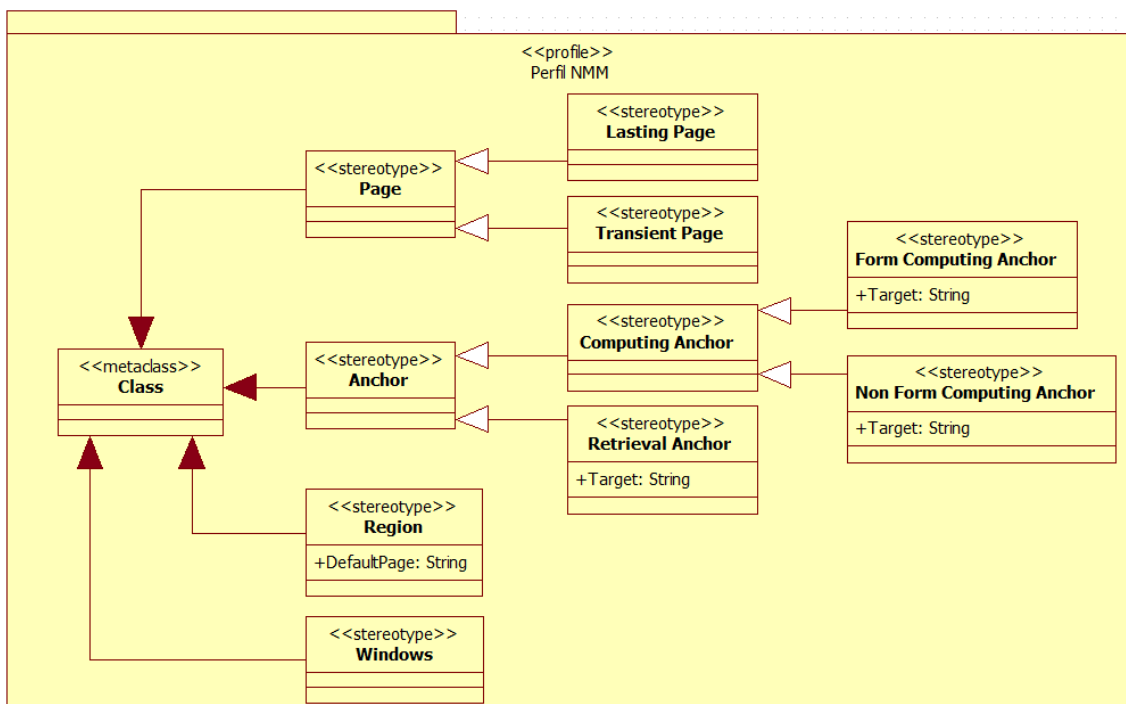 <<profile>>
Perfil NMM
<<stereotype>>
Lasting Page
<<stereotype>>
Page
<<stereotype>>
Transient Page
<<stereotype>>
Form Computing Anchor
+Target: String
<<stereotype>>
Computing Anchor
<<metaclass>>
Class
<<stereotype>>
Anchor
<<stereotype>>
Non Form Computing Anchor
+Target: String
<<stereotype>>
Retrieval Anchor
+Target: String
<<stereotype>>
Region
+DefaultPage: String
<<stereotype>>
Windows